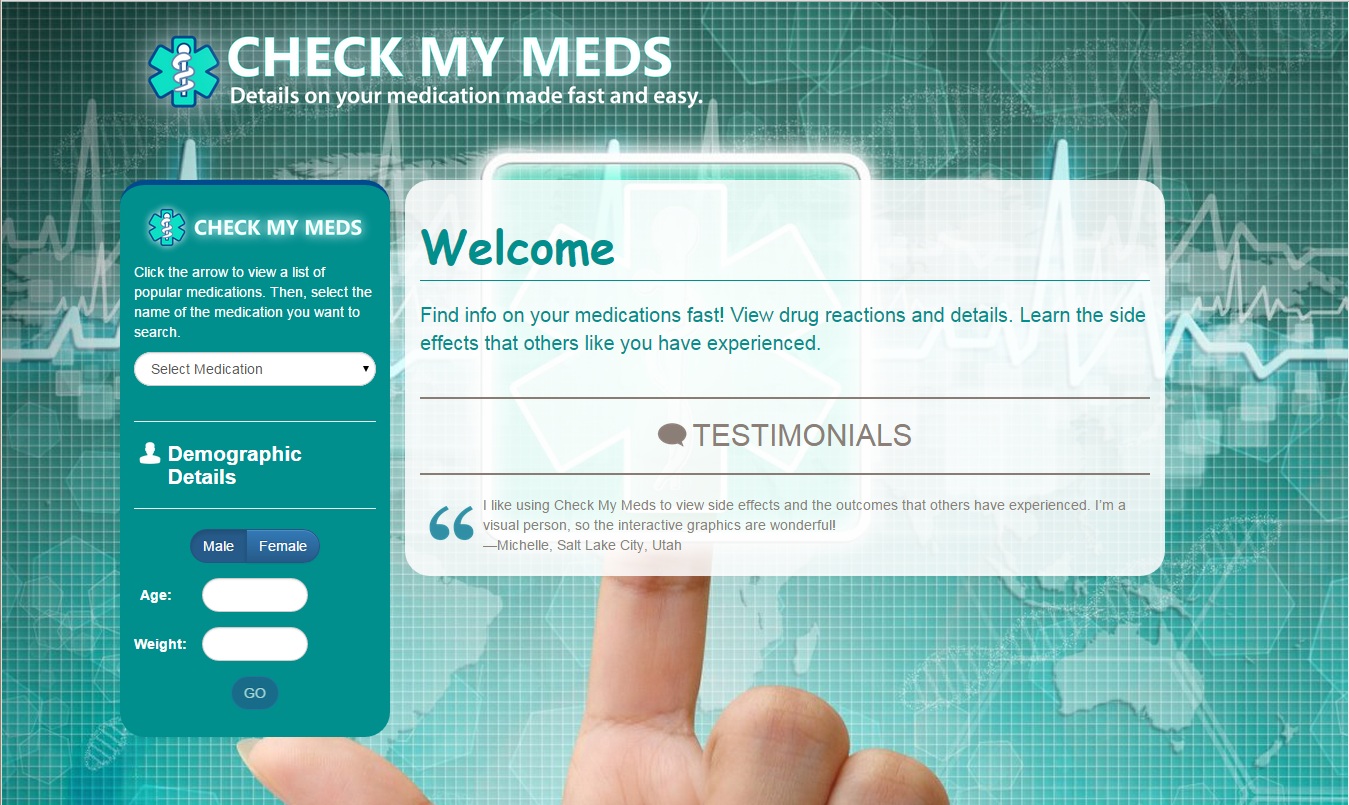 CHECK MY MEDS
Details on your medication made fast and easy.
CHECK MY MEDS
Click the arrow to view a list of
popular medications. Then, select the
name of the medication you want to
search.
Select Medication
Demographic
Details
Male Female
Age:
Weight:
GO
Welcome
Find info on your medications fast! View drug reactions and details. Learn the side
effects that others like you have experienced.
TESTIMONIALS
I like using Check My Meds to view side effects and the outcomes that others have experienced. I’m a
visual person, so the interactive graphics are wonderful!
—Michelle, Salt Lake City, Utah